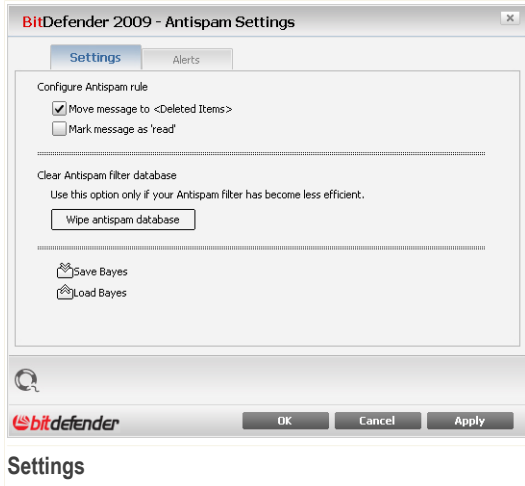 BitDefender 2009 - Antispam Settings
Settings
Alerts
Configure Antispam rule
Move message to <Deleted Items>
Mark message as 'read'
Clear Antispam filter database
Use this option only if your Antispam filter has become less efficient.
Wipe antispam database
Save Bayes
Load Bayes
bitdefender
OK
Cancel
Apply
Settings